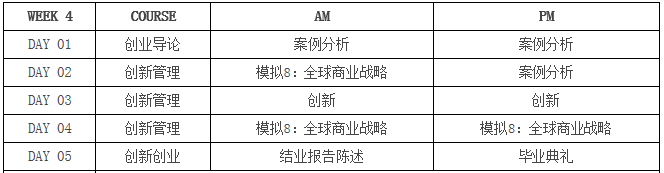 WEEK 4 COURSE AM PM
DAY 01 创业导论 案例分析 案例分析
DAY 02 创新管理 模拟8：全球商业战略 案例分析
DAY 03 创新管理 创新 创新
DAY 04 创新管理 模拟8：全球商业战略 模拟8：全球商业战略
DAY 05 创新创业 结业报告陈述 毕业典礼